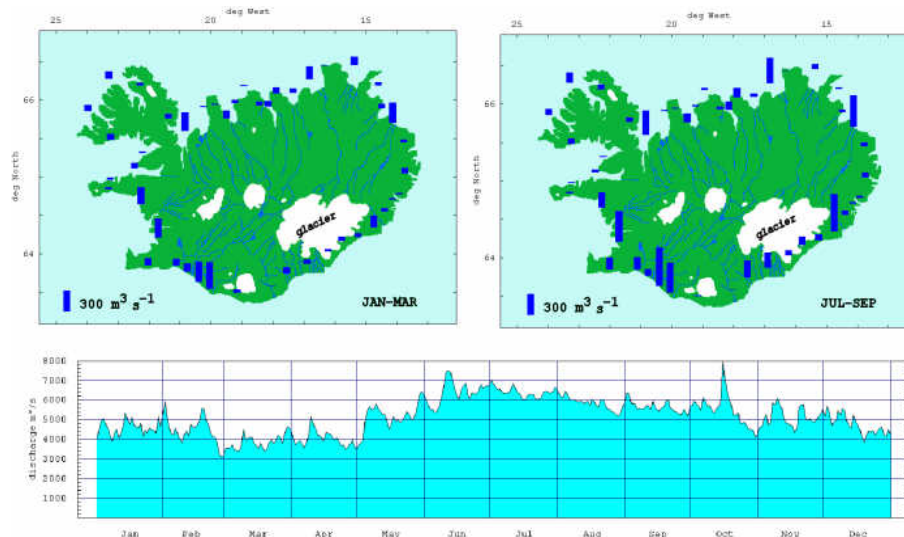 deg West
deg West
25 20 15
25 20 15
66
66
deg North
deg North
glacier
glacier
64
64
300 m³ s⁻¹ JAN-MAR
300 m³ s⁻¹ JUL-SEP
8000
7000
6000
5000
4000
3000
2000
1000
discharge m³/s
Jan Feb Mar Apr May Jun Jul Aug Sep Oct Nov Dec